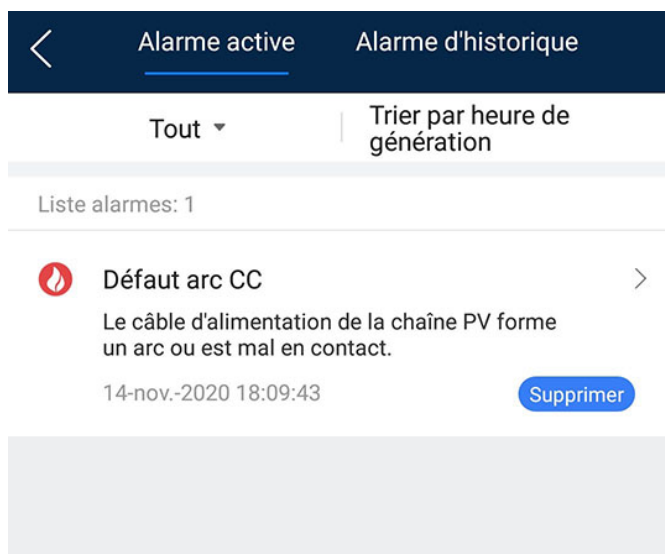 Alarme active
Alarme d'historique
Tout
Trier par heure de
génération
Liste alarmes: 1
Défaut arc CC
Le câble d'alimentation de la chaîne PV forme
un arc ou est mal en contact.
14-nov.-2020 18:09:43
Supprimer